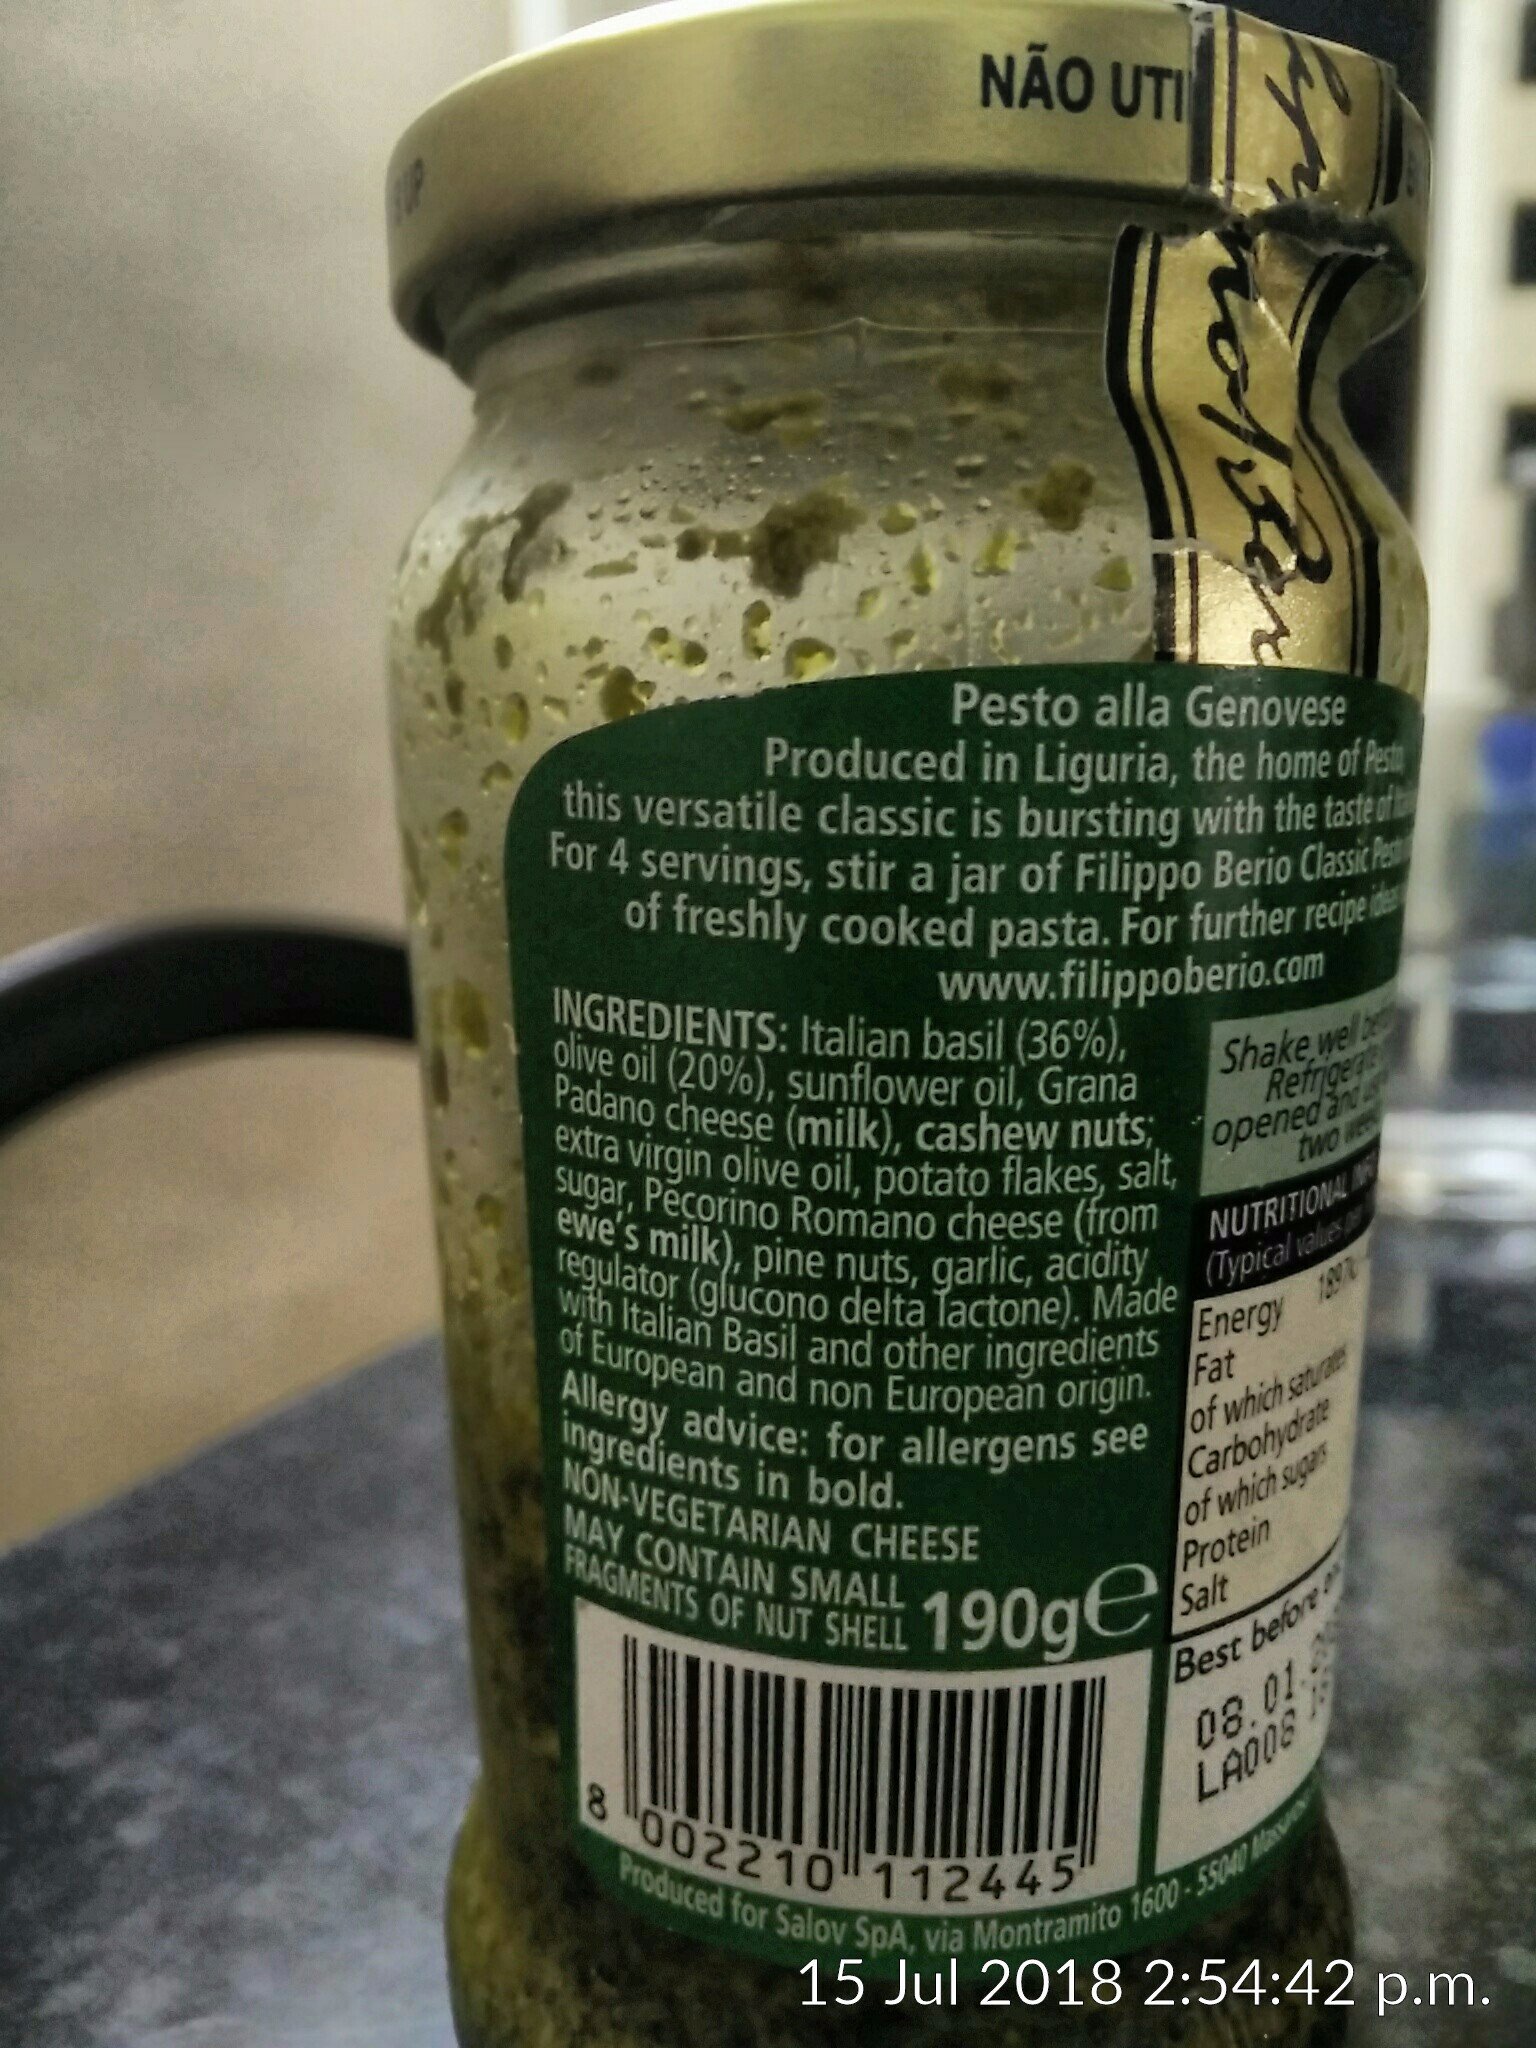 NÃO UTI
Pesto alla Genovese
Produced in Liguria, the home of Pesto,
this versatile classic is bursting with the taste of
For 4 servings, stir a jar of Filippo Berio Classic Pesto
of freshly cooked pasta. For further recipe ideas
www.filippoberio.com
INGREDIENTS: Italian basil (36%),
olive oil (20%), sunflower oil, Grana
Padano cheese (milk), cashew nuts,
extra virgin olive oil, potato flakes, salt,
sugar, Pecorino Romano cheese (from
ewe's milk), pine nuts, garlic, acidity
regulator (glucono delta lactone). Made
with Italian Basil and other ingredients
of European and non European origin.
Allergy advice: for allergens see
ingredients in bold.
NON-VEGETARIAN CHEESE
MAY CONTAIN SMALL
FRAGMENTS OF NUT SHELL
190g℮
8 002210 112445
Shake well
Refrigerate
opened and
two
NUTRITIONAL
(Typical values
Energy
Fat
of which saturates
Carbohydrate
of which sugars
Protein
Salt
Best before
08.01.
LA008
Produced for Salov SpA, via Montramito 1600 - 55040
15 Jul 2018 2:54:42 p.m.